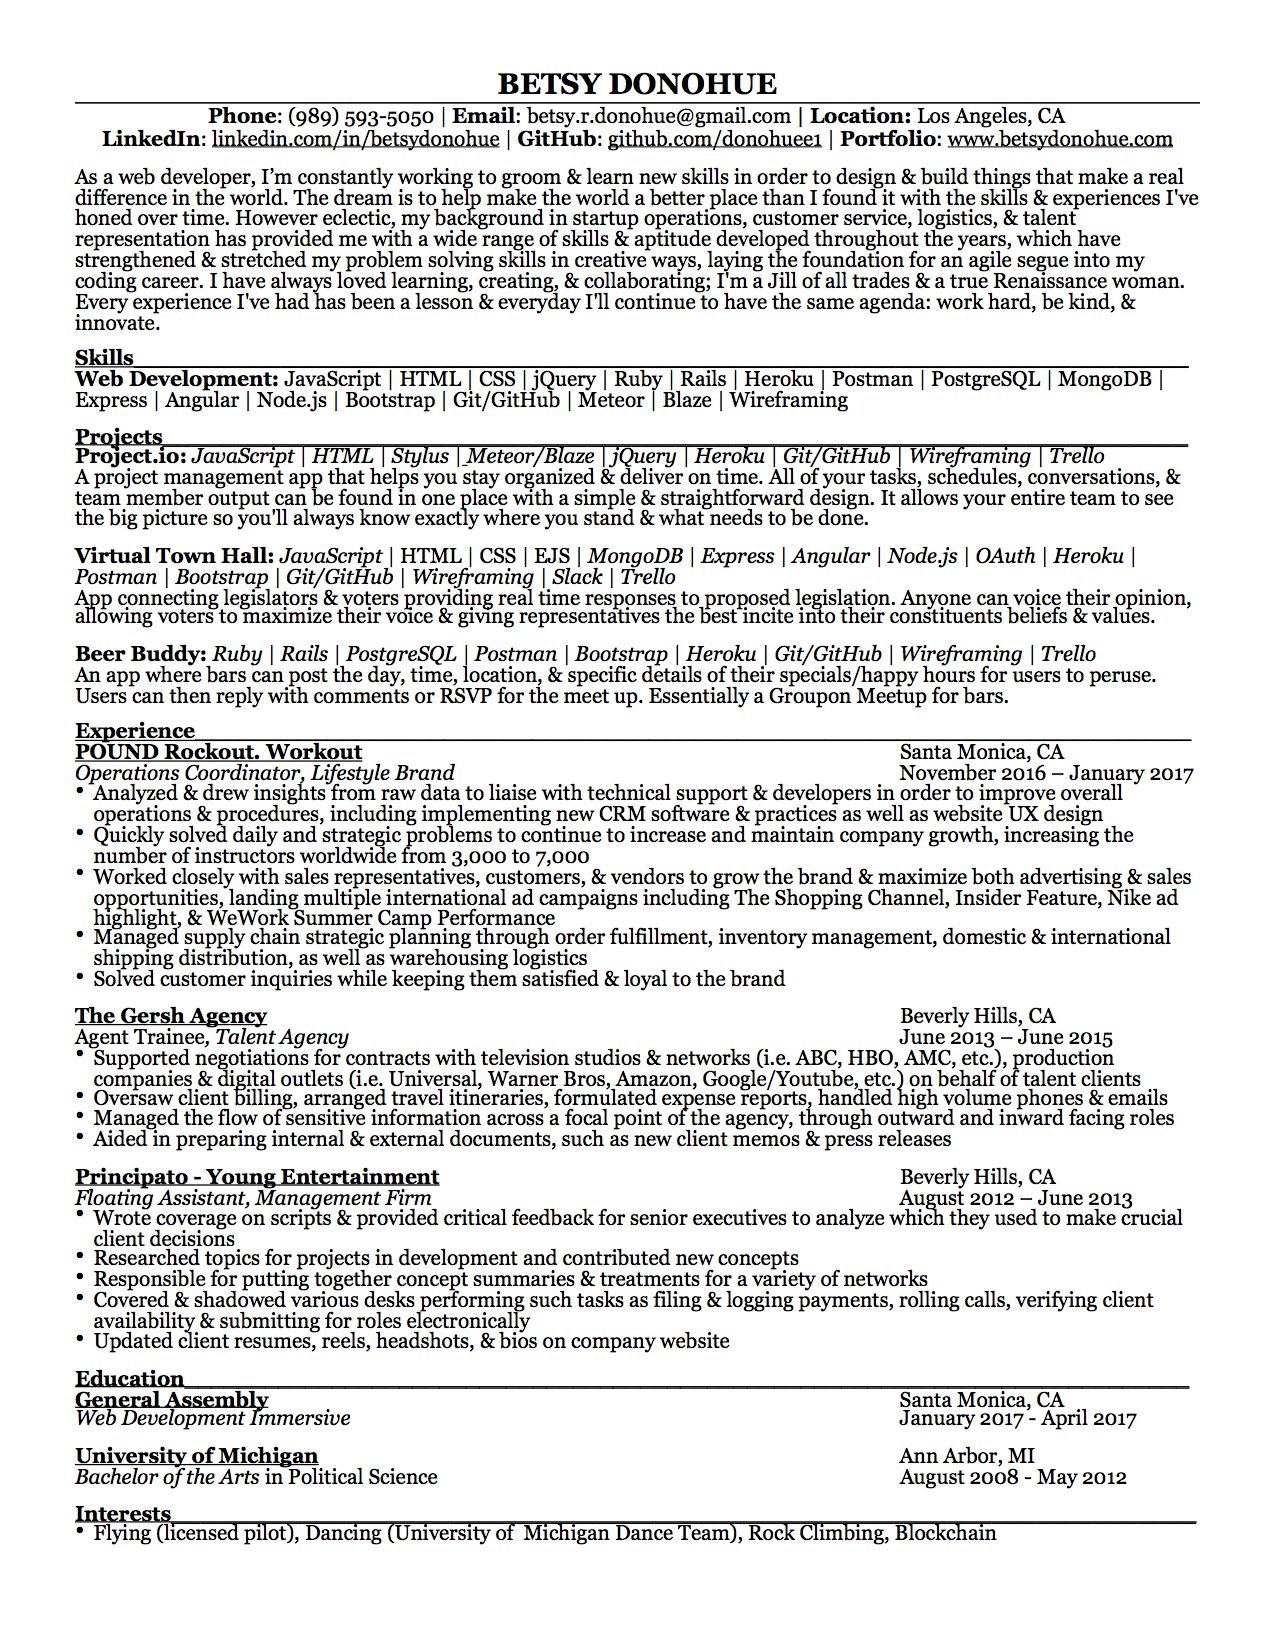 BETSY DONOHUE
Phone: (989) 593-5050 | Email: betsy.r.donohue@gmail.com | Location: Los Angeles, CA
LinkedIn: linkedin.com/in/betsydonohue | GitHub: github.com/donohuee1 | Portfolio: www.betsydonohue.com
As a web developer, I’m constantly working to groom & learn new skills in order to design & build things that make a real
difference in the world. The dream is to help make the world a better place than I found it with the skills & experiences I've
honed over time. However eclectic, my background in startup operations, customer service, logistics, & talent
representation has provided me with a wide range of skills & aptitude developed throughout the years, which have
strengthened & stretched my problem solving skills in creative ways, laying the foundation for an agile segue into my
coding career. I have always loved learning, creating, & collaborating; I'm a Jill of all trades & a true Renaissance woman.
Every experience I've had has been a lesson & everyday I'll continue to have the same agenda: work hard, be kind, &
innovate.
Skills
Web Development: JavaScript | HTML | CSS | jQuery | Ruby | Rails | Heroku | Postman | PostgreSQL | MongoDB |
Express | Angular | Node.js | Bootstrap | Git/GitHub | Meteor | Blaze | Wireframing
Projects
Project.io: JavaScript | HTML | Stylus | Meteor/Blaze | jQuery | Heroku | Git/GitHub | Wireframing | Trello
A project management app that helps you stay organized & deliver on time. All of your tasks, schedules, conversations, &
team member output can be found in one place with a simple & straightforward design. It allows your entire team to see
the big picture so you'll always know exactly where you stand & what needs to be done.
Virtual Town Hall: JavaScript | HTML | CSS | EJS | MongoDB | Express | Angular | Node.js | OAuth | Heroku |
Postman | Bootstrap | Git/GitHub | Wireframing | Slack | Trello
App connecting legislators & voters providing real time responses to proposed legislation. Anyone can voice their opinion,
allowing voters to maximize their voice & giving representatives the best incite into their constituents beliefs & values.
Beer Buddy: Ruby | Rails | PostgreSQL | Postman | Bootstrap | Heroku | Git/GitHub | Wireframing | Trello
An app where bars can post the day, time, location, & specific details of their specials/happy hours for users to peruse.
Users can then reply with comments or RSVP for the meet up. Essentially a Groupon Meetup for bars.
Experience
POUND Rockout. Workout Santa Monica, CA
Operations Coordinator, Lifestyle Brand November 2016 – January 2017
• Analyzed & drew insights from raw data to liaise with technical support & developers in order to improve overall
operations & procedures, including implementing new CRM software & practices as well as website UX design
• Quickly solved daily and strategic problems to continue to increase and maintain company growth, increasing the
number of instructors worldwide from 3,000 to 7,000
• Worked closely with sales representatives, customers, & vendors to grow the brand & maximize both advertising & sales
opportunities, landing multiple international ad campaigns including The Shopping Channel, Insider Feature, Nike ad
highlight, & WeWork Summer Camp Performance
• Managed supply chain strategic planning through order fulfillment, inventory management, domestic & international
shipping distribution, as well as warehousing logistics
• Solved customer inquiries while keeping them satisfied & loyal to the brand
The Gersh Agency Beverly Hills, CA
Agent Trainee, Talent Agency June 2013 – June 2015
• Supported negotiations for contracts with television studios & networks (i.e. ABC, HBO, AMC, etc.), production
companies & digital outlets (i.e. Universal, Warner Bros, Amazon, Google/Youtube, etc.) on behalf of talent clients
• Oversaw client billing, arranged travel itineraries, formulated expense reports, handled high volume phones & emails
• Managed the flow of sensitive information across a focal point of the agency, through outward and inward facing roles
• Aided in preparing internal & external documents, such as new client memos & press releases
Principato - Young Entertainment Beverly Hills, CA
Floating Assistant, Management Firm August 2012 – June 2013
• Wrote coverage on scripts & provided critical feedback for senior executives to analyze which they used to make crucial
client decisions
• Researched topics for projects in development and contributed new concepts
• Responsible for putting together concept summaries & treatments for a variety of networks
• Covered & shadowed various desks performing such tasks as filing & logging payments, rolling calls, verifying client
availability & submitting for roles electronically
• Updated client resumes, reels, headshots, & bios on company website
Education
General Assembly Santa Monica, CA
Web Development Immersive January 2017 - April 2017
University of Michigan Ann Arbor, MI
Bachelor of the Arts in Political Science August 2008 - May 2012
Interests
• Flying (licensed pilot), Dancing (University of Michigan Dance Team), Rock Climbing, Blockchain